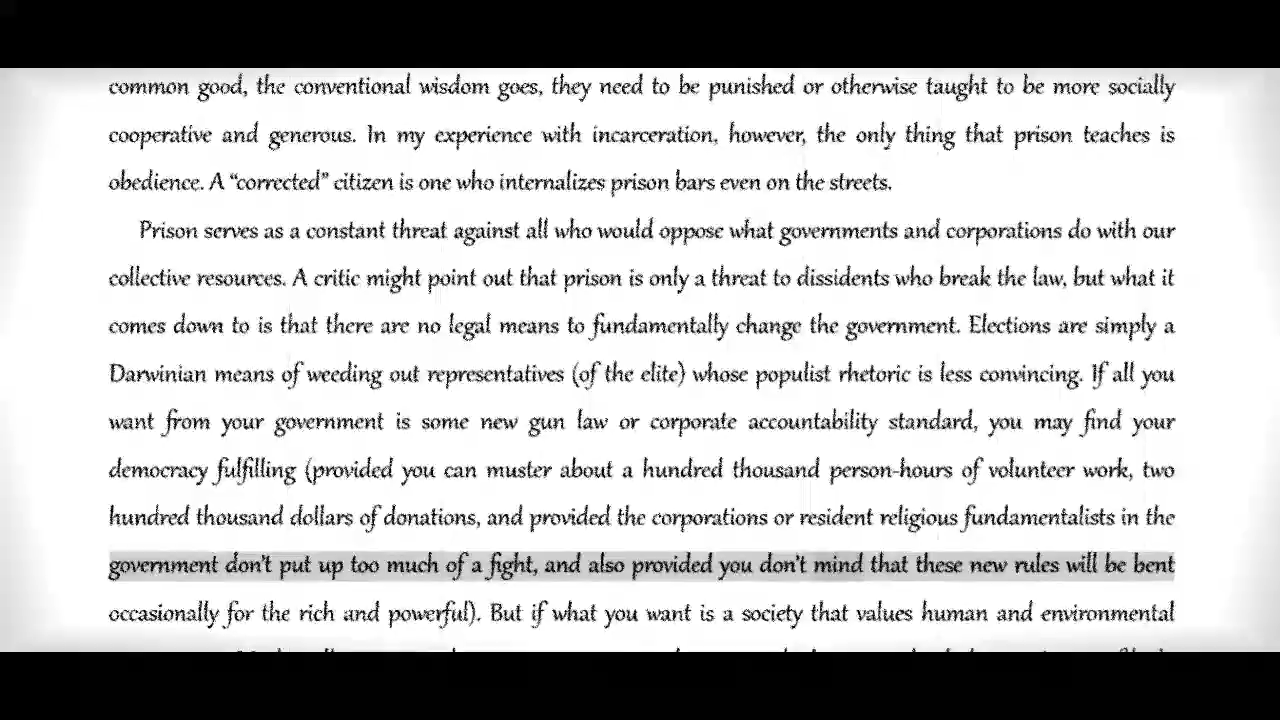 common good, the conventional wisdom goes, they need to be punished or otherwise taught to be more socially
cooperative and generous. In my experience with incarceration, however, the only thing that prison teaches is
obedience. A “corrected” citizen is one who internalizes prison bars even on the streets.
Prison serves as a constant threat against all who would oppose what governments and corporations do with our
collective resources. A critic might point out that prison is only a threat to dissidents who break the law, but what it
comes down to is that there are no legal means to fundamentally change the government. Elections are simply a
Darwinian means of weeding out representatives (of the elite) whose populist rhetoric is less convincing. If all you
want from your government is some new gun law or corporate accountability standard, you may find your
democracy fulfilling (provided you can muster about a hundred thousand person-hours of volunteer work, two
hundred thousand dollars of donations, and provided the corporations or resident religious fundamentalists in the
government don't put up too much of a fight, and also provided you don't mind that these new rules will be bent
occasionally for the rich and powerful). But if what you want is a society that values human and environmental